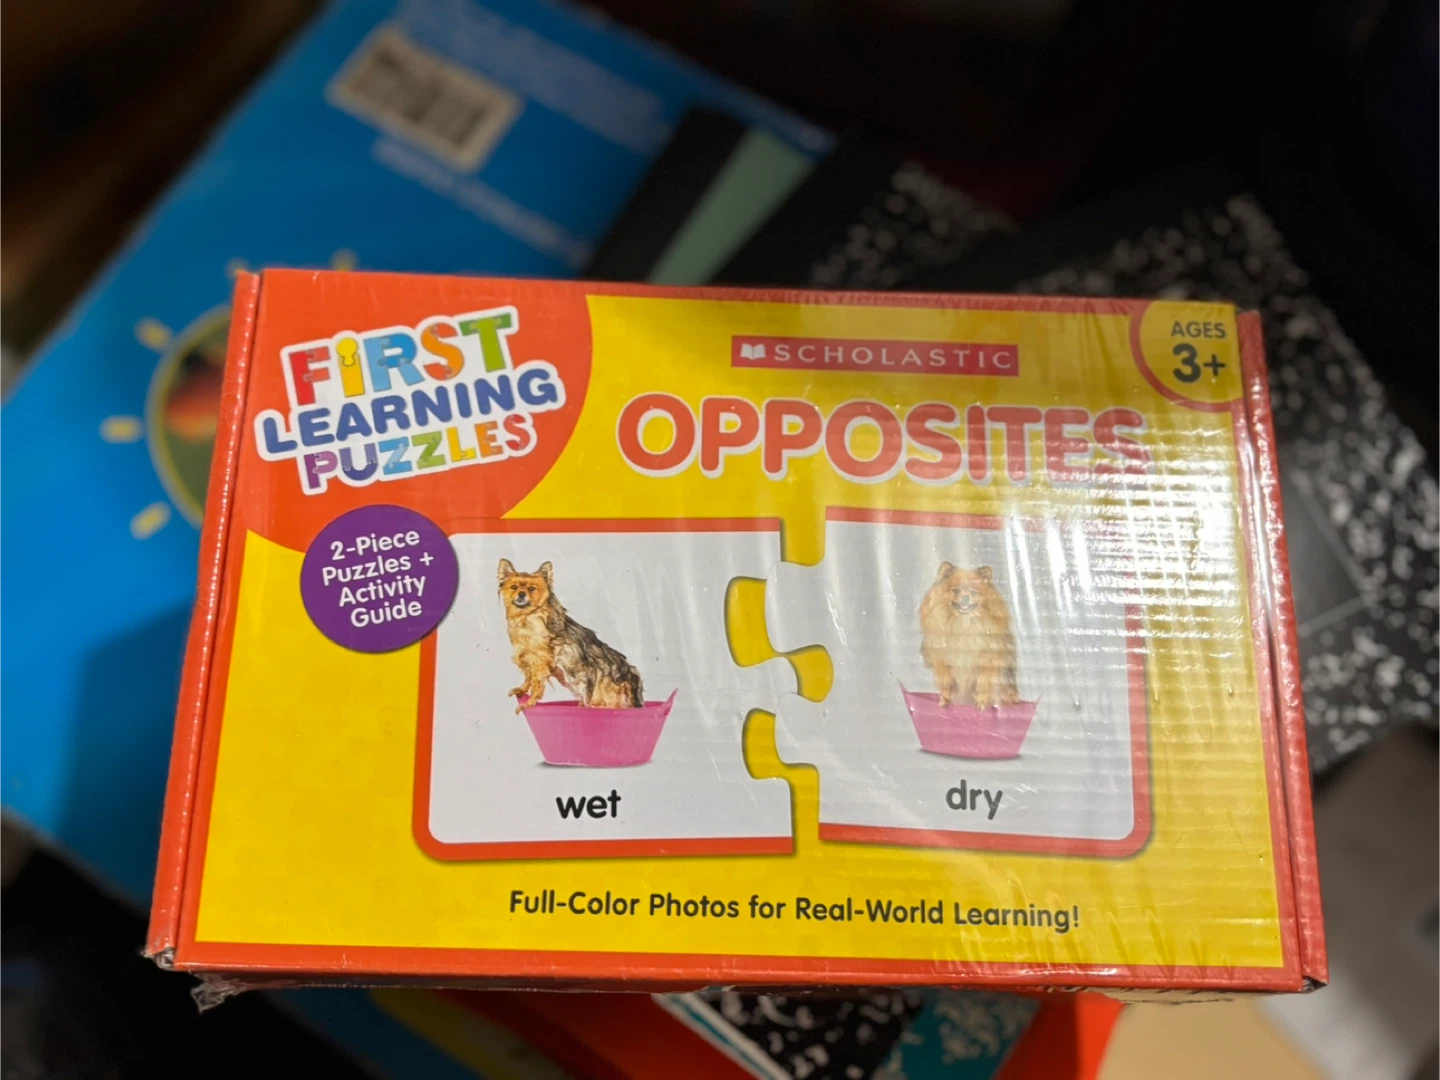 FiRST
LEARNING
PUZZLES
SCHOLASTIC
OPPOSITES
AGES
3+
2-Piece
Puzzles +
Activity
Guide
wet
dry
Full-Color Photos for Real-World Learning!